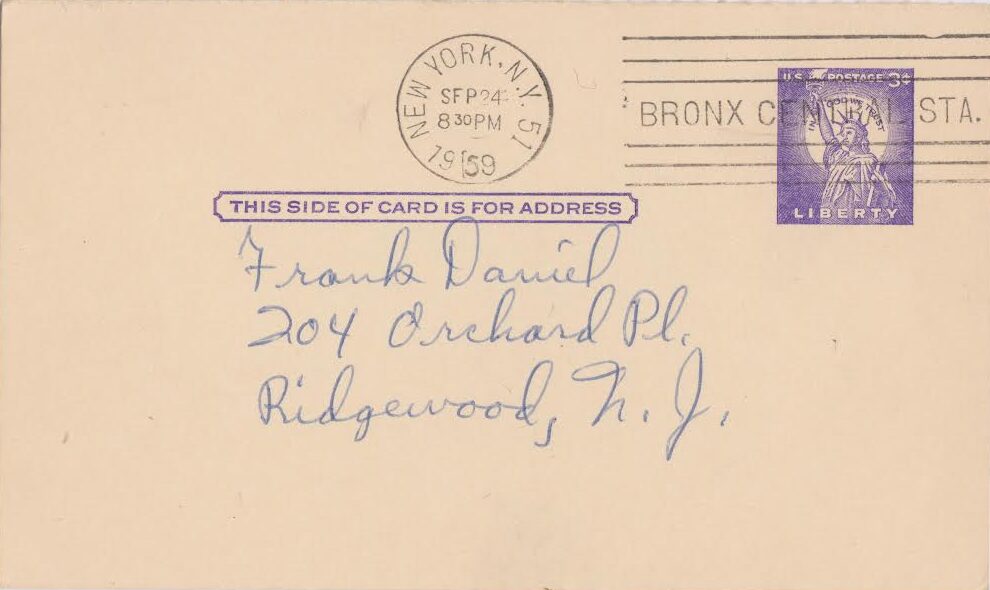 NEW YORK, N.Y. 51
SEP 24
8 30 PM
1959
BRONX CENTRAL STA.
U.S. POSTAGE 3¢
IN GOD WE TRUST
LIBERTY
THIS SIDE OF CARD IS FOR ADDRESS
Frank Daniel
204 Orchard Pl.
Ridgewood, N. J.